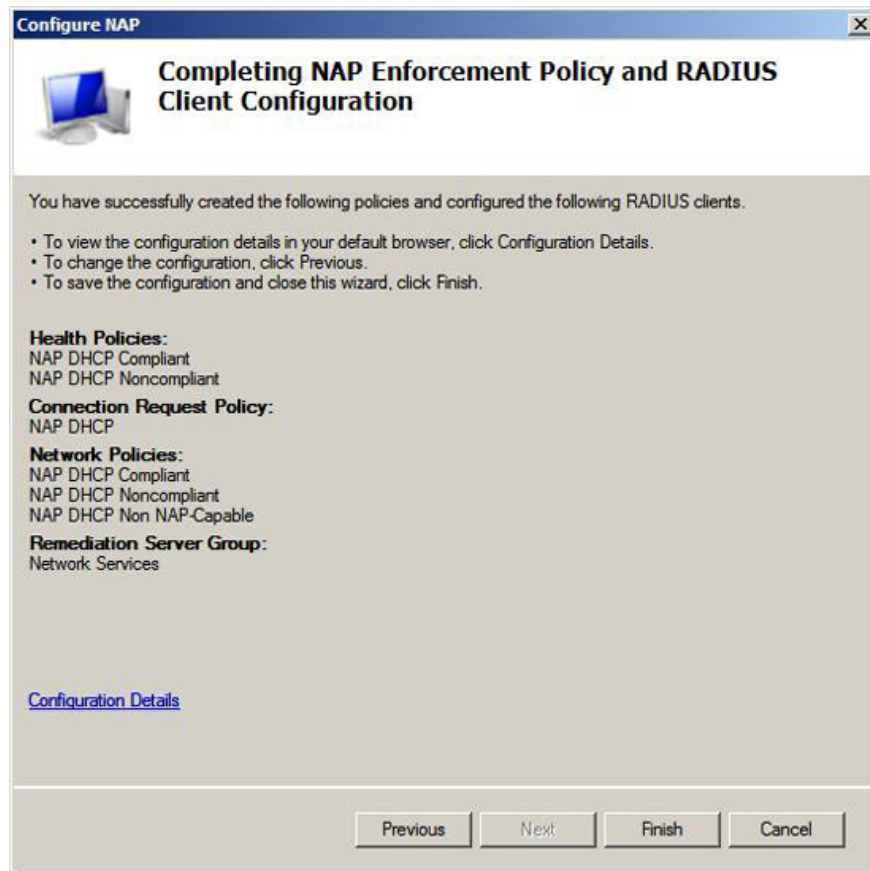 Configure NAP
Completing NAP Enforcement Policy and RADIUS
Client Configuration
You have successfully created the following policies and configured the following RADIUS clients.
• To view the configuration details in your default browser, click Configuration Details.
• To change the configuration, click Previous.
• To save the configuration and close this wizard, click Finish.
Health Policies:
NAP DHCP Compliant
NAP DHCP Noncompliant
Connection Request Policy:
NAP DHCP
Network Policies:
NAP DHCP Compliant
NAP DHCP Noncompliant
NAP DHCP Non NAP-Capable
Remediation Server Group:
Network Services
Configuration Details
Previous Next Finish Cancel